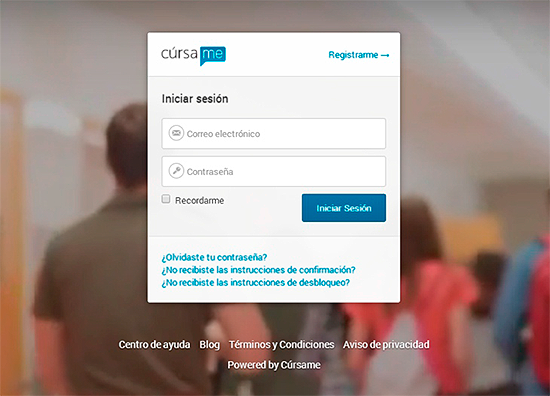 cúrsame
Registrarme →
Iniciar sesión
Correo electrónico
Contraseña
Recordarme
Iniciar Sesión
¿Olvidaste tu contraseña?
¿No recibiste las instrucciones de confirmación?
¿No recibiste las instrucciones de desbloqueo?
Centro de ayuda Blog Términos y Condiciones Aviso de privacidad
Powered by Cúrsame